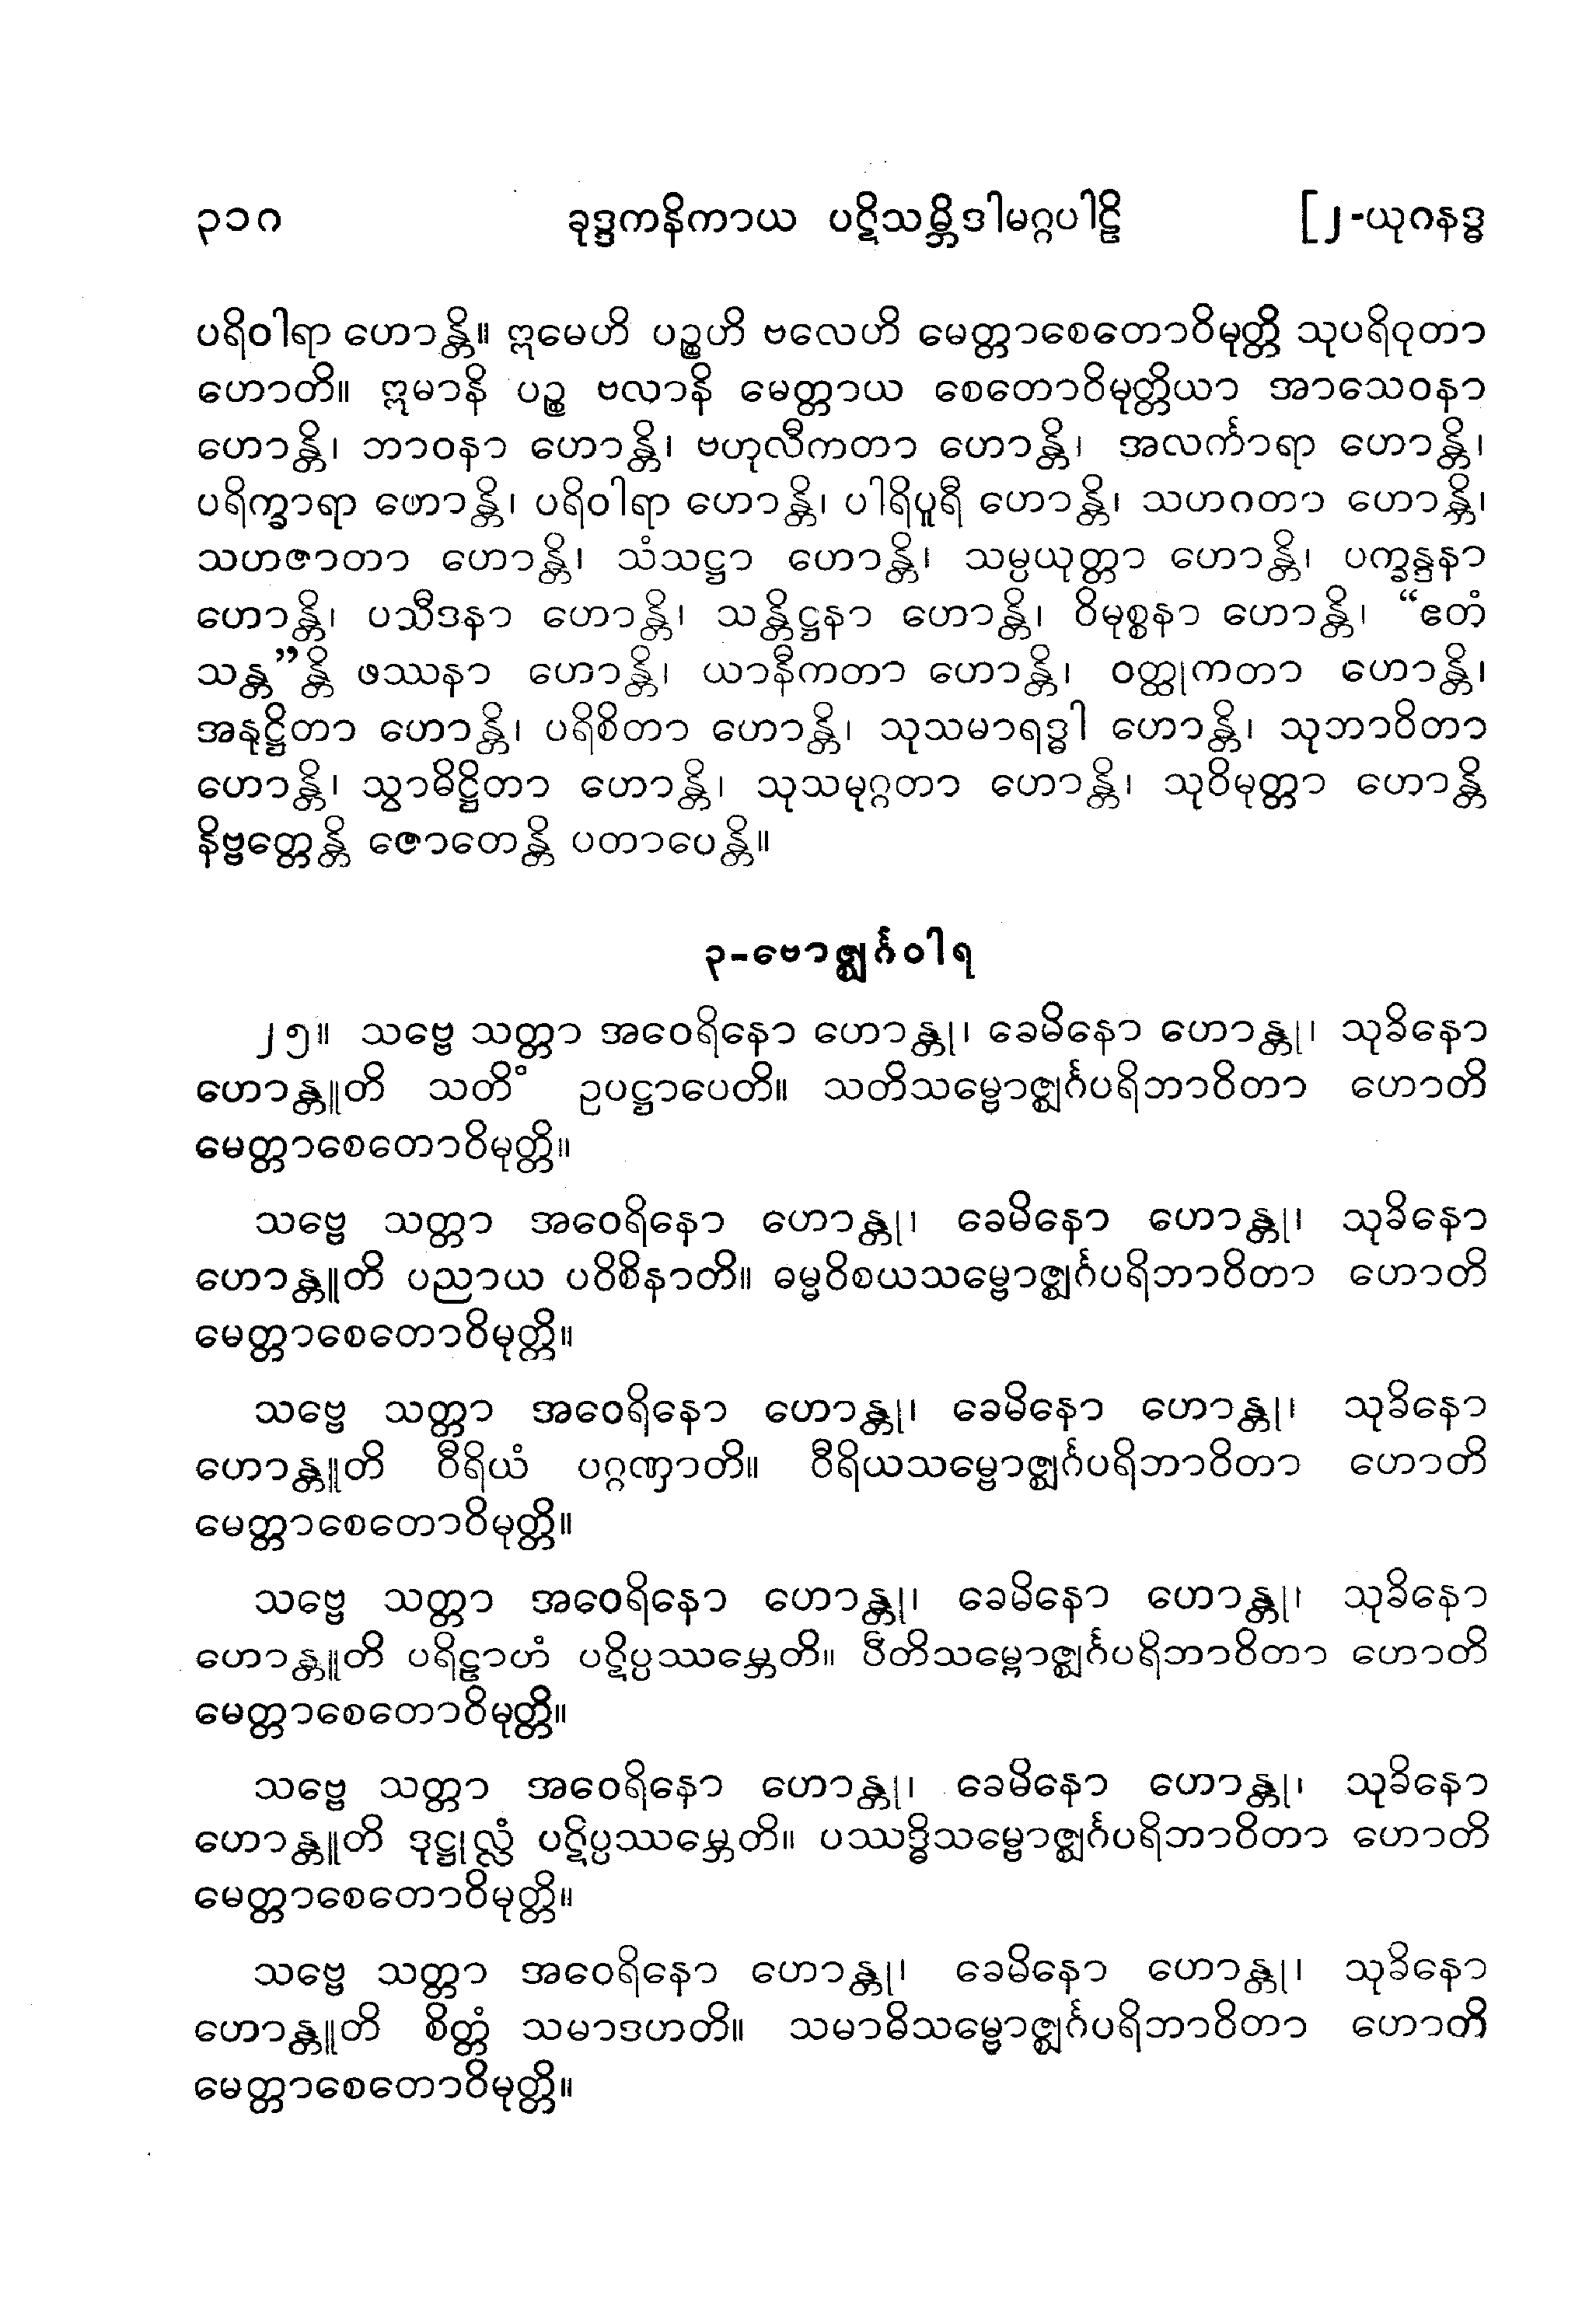 ၃၁ဂ ခုဒ္ဒကနိကာယ ပဋိသမ္ဘိဒါမဂ္ဂပါဠိ [၂-ယုဂနဒ္ဓ
ပရိဝါရာ ဟောန္တိ။ ဣမေဟိ ပဉ္စဟိ ဗလေဟိ မေတ္တာစေတောဝိမုတ္တိ သုပရိဝုတာ
ဟောတိ။ ဣမာနိ ပဉ္စ ဗလာနိ မေတ္တာယ စေတောဝိမုတ္တိယာ အာသေဝနာ
ဟောန္တိ၊ ဘာဝနာ ဟောန္တိ၊ ဗဟုလီကတာ ဟောန္တိ၊ အလင်္ကာရာ ဟောန္တိ၊
ပရိက္ခာရာ ဟောန္တိ၊ ပရိဝါရာ ဟောန္တိ၊ ပါရိပူရီ ဟောန္တိ၊ သဟဂတာ ဟောန္တိ၊
သဟဇာတာ ဟောန္တိ၊ သံသဋ္ဌာ ဟောန္တိ၊ သမ္ပယုတ္တာ ဟောန္တိ၊ ပက္ခန္ဒနာ
ဟောန္တိ၊ ပသီဒနာ ဟောန္တိ၊ သန္တိဋ္ဌနာ ဟောန္တိ၊ ဝိမုစ္စနာ ဟောန္တိ၊ “ဧတံ
သန္တ”န္တိ ဖဿနာ ဟောန္တိ၊ ယာနီကတာ ဟောန္တိ၊ ဝတ္ထုကတာ ဟောန္တိ၊
အနုဋ္ဌိတာ ဟောန္တိ၊ ပရိစိတာ ဟောန္တိ၊ သုသမာရဒ္ဓါ ဟောန္တိ၊ သုဘာဝိတာ
ဟောန္တိ၊ သွာဓိဋ္ဌိတာ ဟောန္တိ၊ သုသမုဂ္ဂတာ ဟောန္တိ၊ သုဝိမုတ္တာ ဟောန္တိ
နိဗ္ဗတ္တေန္တိ ဇောတေန္တိ ပတာပေန္တိ။
၃-ဗောဇ္ဈင်္ဂဝါရ
၂၅။ သဗ္ဗေ သတ္တာ အဝေရိနော ဟောန္တု၊ ခေမိနော ဟောန္တု၊ သုခိနော
ဟောန္တူတိ သတိံ ဥပဋ္ဌာပေတိ။ သတိသမ္ဗောဇ္ဈင်္ဂပရိဘာဝိတာ ဟောတိ
မေတ္တာစေတောဝိမုတ္တိ။
သဗ္ဗေ သတ္တာ အဝေရိနော ဟောန္တု၊ ခေမိနော ဟောန္တု၊ သုခိနော
ဟောန္တူတိ ပညာယ ပဝိစိနာတိ။ ဓမ္မဝိစယသမ္ဗောဇ္ဈင်္ဂပရိဘာဝိတာ ဟောတိ
မေတ္တာစေတောဝိမုတ္တိ။
သဗ္ဗေ သတ္တာ အဝေရိနော ဟောန္တု၊ ခေမိနော ဟောန္တု၊ သုခိနော
ဟောန္တူတိ ဝီရိယံ ပဂ္ဂဏှာတိ။ ဝီရိယသမ္ဗောဇ္ဈင်္ဂပရိဘာဝိတာ ဟောတိ
မေတ္တာစေတောဝိမုတ္တိ။
သဗ္ဗေ သတ္တာ အဝေရိနော ဟောန္တု၊ ခေမိနော ဟောန္တု၊ သုခိနော
ဟောန္တူတိ ပရိဠာဟံ ပဋိပ္ပဿမ္ဘေတိ။ ပီတိသမ္ဗောဇ္ဈင်္ဂပရိဘာဝိတာ ဟောတိ
မေတ္တာစေတောဝိမုတ္တိ။
သဗ္ဗေ သတ္တာ အဝေရိနော ဟောန္တု၊ ခေမိနော ဟောန္တု၊ သုခိနော
ဟောန္တူတိ ဒုဋ္ဌုလ္လံ ပဋိပ္ပဿမ္ဘေတိ။ ပဿဒ္ဓိသမ္ဗောဇ္ဈင်္ဂပရိဘာဝိတာ ဟောတိ
မေတ္တာစေတောဝိမုတ္တိ။
သဗ္ဗေ သတ္တာ အဝေရိနော ဟောန္တု၊ ခေမိနော ဟောန္တု၊ သုခိနော
ဟောန္တူတိ စိတ္တံ သမာဒဟတိ။ သမာဓိသမ္ဗောဇ္ဈင်္ဂပရိဘာဝိတာ ဟောတိ
မေတ္တာစေတောဝိမုတ္တိ။